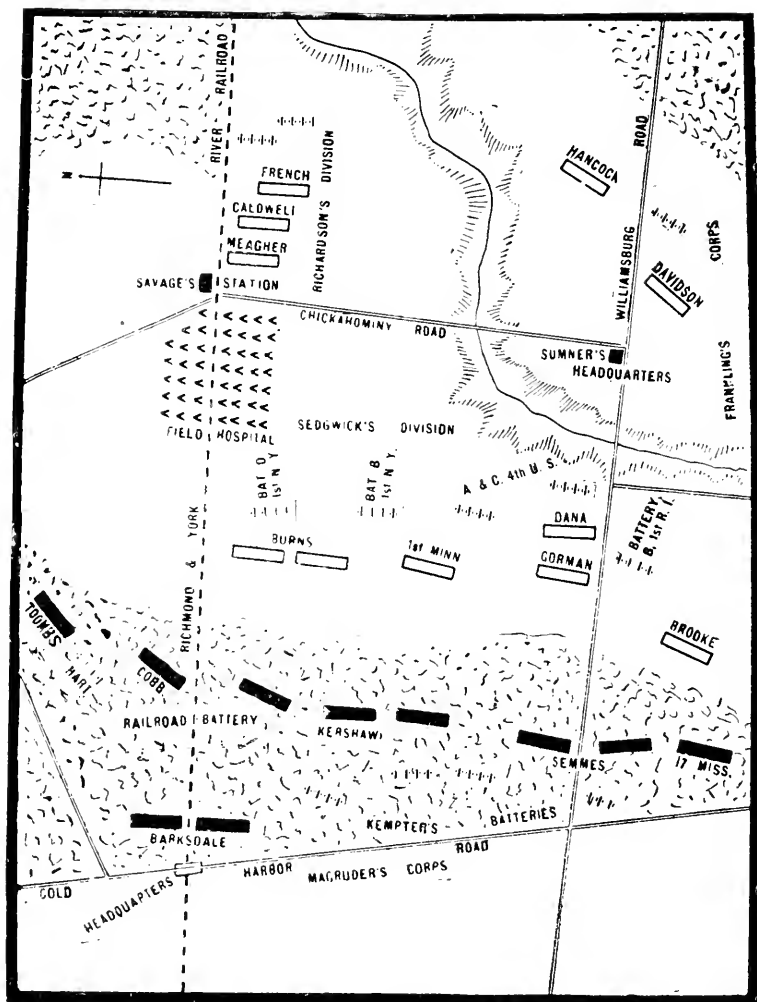 RICHMOND & YORK RIVER RAILROAD
N
FRENCH
CALDWELL
MEAGHER
RICHARDSON'S DIVISION
HANCOCK
WILLIAMSBURG ROAD
DAVIDSON
FRANKLING'S CORPS
SAVAGE'S STATION
CHICKAHOMINY ROAD
SUMNER'S
HEADQUARTERS
FIELD HOSPITAL
SEDGWICK'S DIVISION
BAT D
1st N Y.
BAT B
1st N Y.
A & C. 4th U.S.
BURNS
1st MINN
DANA
GORMAN
BATTERY
B, 1st R. I.
BROOKE
TOOMBS
HART
COBB
RAILROAD BATTERY
KERSHAW
SEMMES
17 MISS.
BARKSDALE
KEMPTER'S BATTERIES
COLD HARBOR ROAD
MAGRUDER'S CORPS
HEADQUARTERS